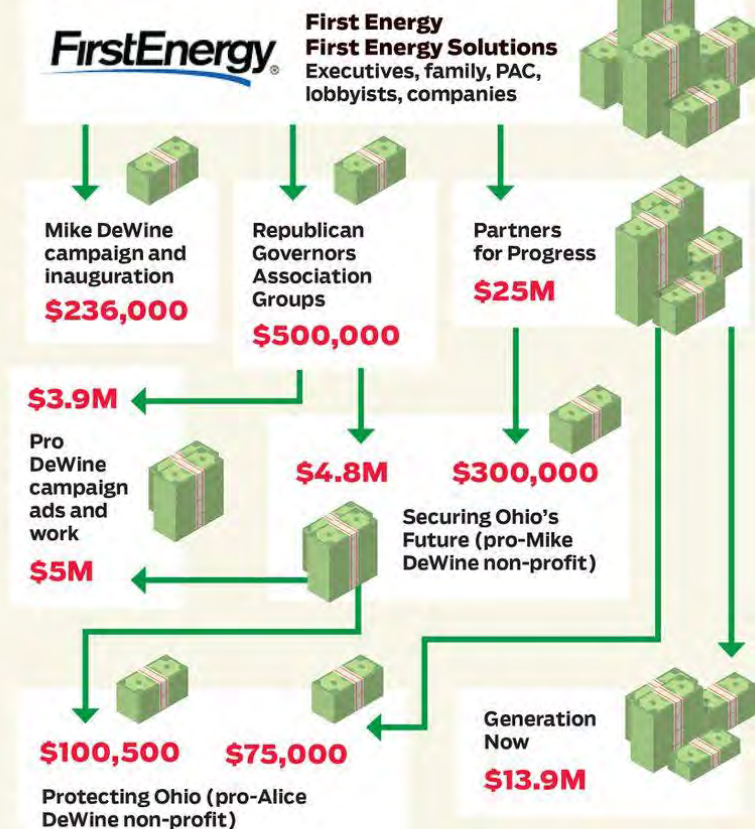 FirstEnergy®
First Energy
First Energy Solutions
Executives, family, PAC,
lobbyists, companies
Mike DeWine
campaign and
inauguration
$236,000
Republican
Governors
Association
Groups
$500,000
Partners
for Progress
$25M
$3.9M
Pro
DeWine
campaign
ads and
work
$5M
$4.8M
$300,000
Securing Ohio’s
Future (pro-Mike
DeWine non-profit)
$100,500
$75,000
Protecting Ohio (pro-Alice
DeWine non-profit)
Generation
Now
$13.9M